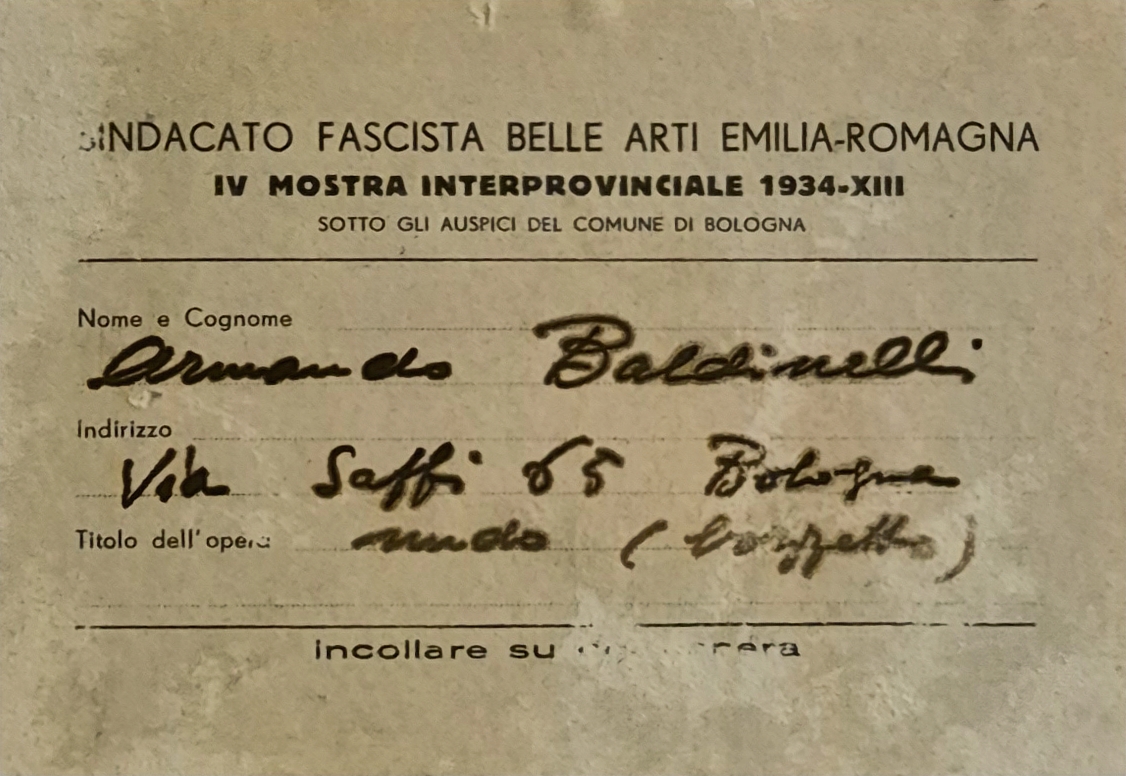 SINDACATO FASCISTA BELLE ARTI EMILIA-ROMAGNA
IV MOSTRA INTERPROVINCIALE 1934-XIII
SOTTO GLI AUSPICI DEL COMUNE DI BOLOGNA
Nome e Cognome
Armando Baldinelli
Indirizzo
Via Saffi 65 Bologna
Titolo dell'opera nudo (bozzetto)
incollare su